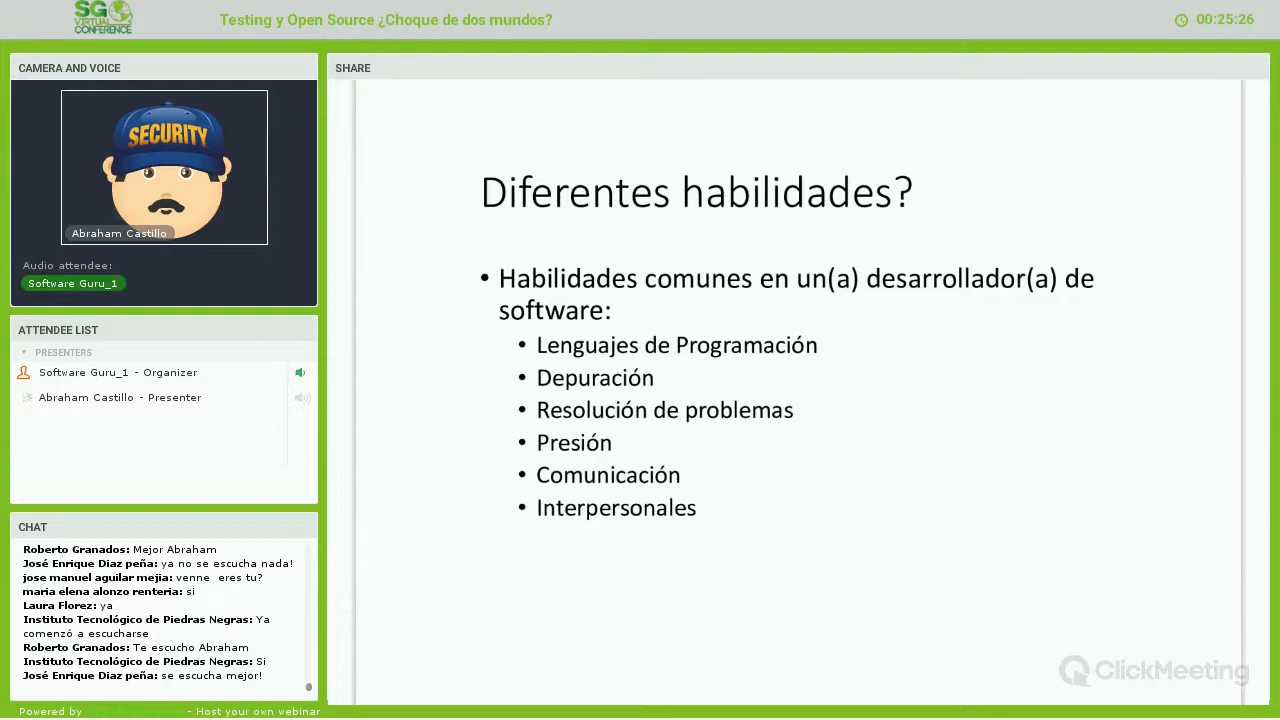 SG
VIRTUAL
CONFERENCE
Testing y Open Source ¿Choque de dos mundos?
00:25:26
CAMERA AND VOICE
SECURITY
Abraham Castillo
Audio attendee:
Software Guru_1
ATTENDEE LIST
PRESENTERS
Software Guru_1 - Organizer
Abraham Castillo - Presenter
CHAT
Roberto Granados: Mejor Abraham
José Enrique Diaz peña: ya no se escucha nada!
jose manuel aguilar mejia: venne eres tu?
maria elena alonzo renteria: si
Laura Florez: ya
Instituto Tecnológico de Piedras Negras: Ya
comenzó a escucharse
Roberto Granados: Te escucho Abraham
Instituto Tecnológico de Piedras Negras: Si
José Enrique Diaz peña: se escucha mejor!
Powered by
- Host your own webinar
SHARE
Diferentes habilidades?
• Habilidades comunes en un(a) desarrollador(a) de
software:
• Lenguajes de Programación
• Depuración
• Resolución de problemas
• Presión
• Comunicación
• Interpersonales
ClickMeeting